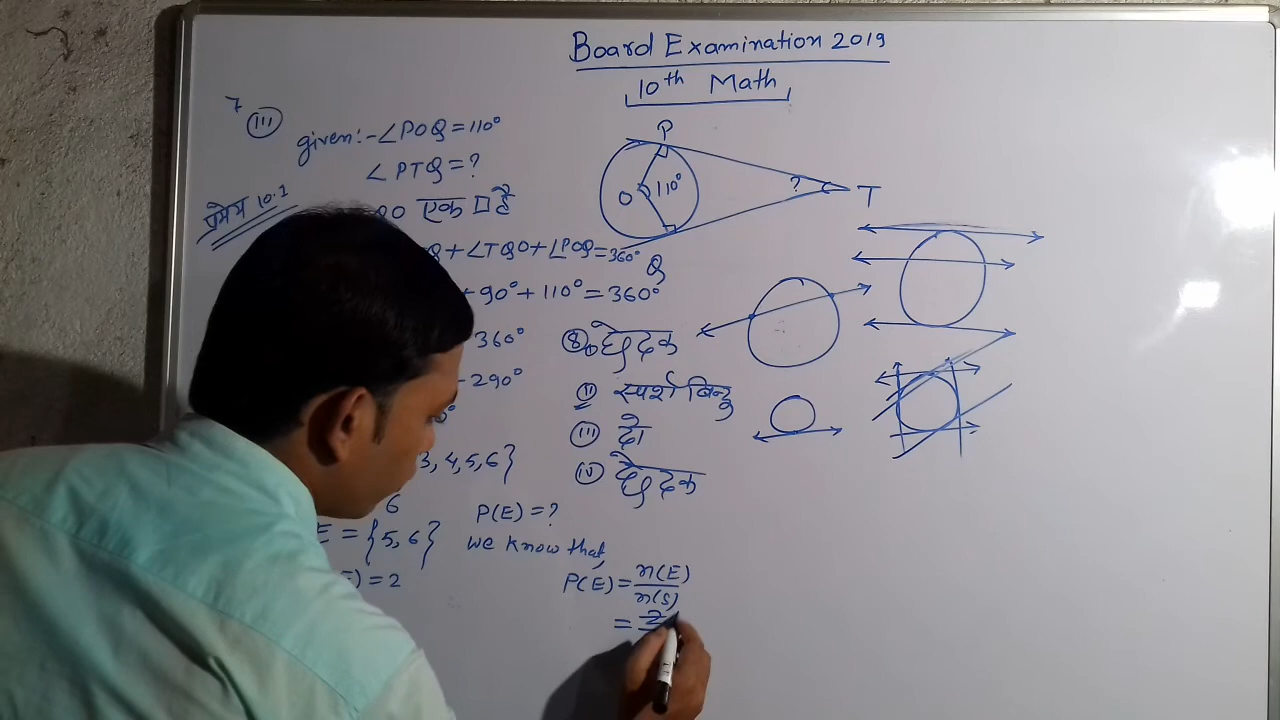 Board Examination 2019
10th Math
7 (iii)
given:- ∠POQ = 110°
∠PTQ = ?
प्रमेय 10.1
एक □ है
+ ∠TQO + ∠POQ = 360°
+ 90° + 110° = 360°
360°
- 290°
3, 4, 5, 6}
6
E = {5, 6}
) = 2
P
O
110°
?
T
Q
(ii) स्पर्श बिन्दु
(iii) दो
(iv)
P(E) = ?
we know that,
P(E) = n(E)
n(S)
= 2